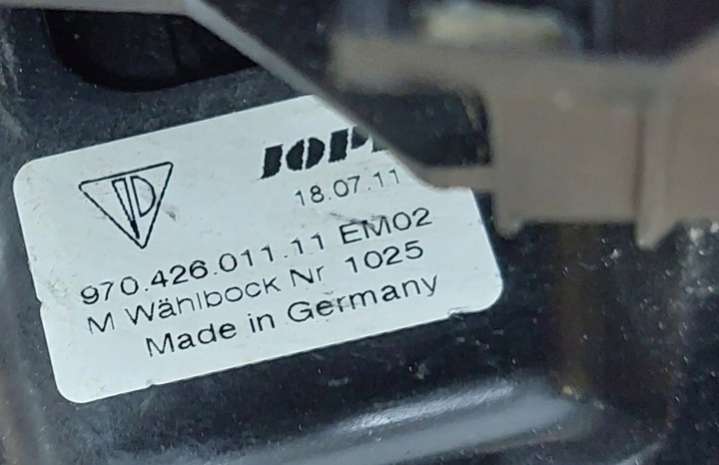 18.07.11
970.426.011.11 EM02
M Wählbock Nr 1025
Made in Germany